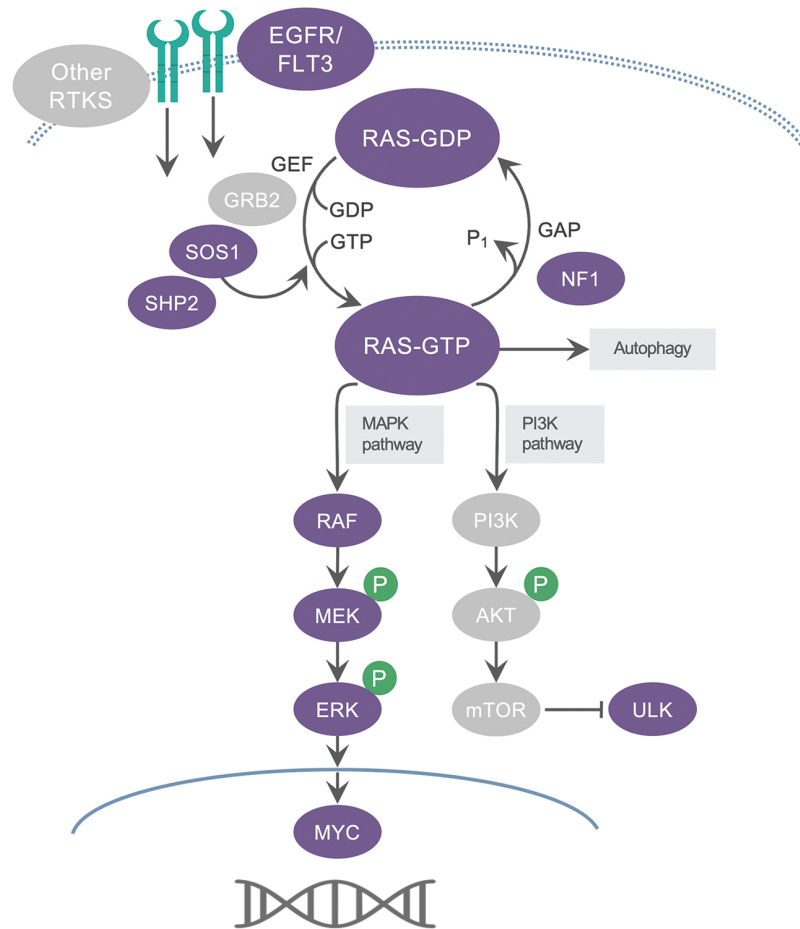 EGFR/
FLT3
Other
RTKS
RAS-GDP
GEF
GRB2
GDP
GTP
SOS1
SHP2
P1
GAP
NF1
RAS-GTP
Autophagy
MAPK
pathway
PI3K
pathway
RAF
PI3K
P
P
MEK
AKT
P
ERK
mTOR
ULK
MYC